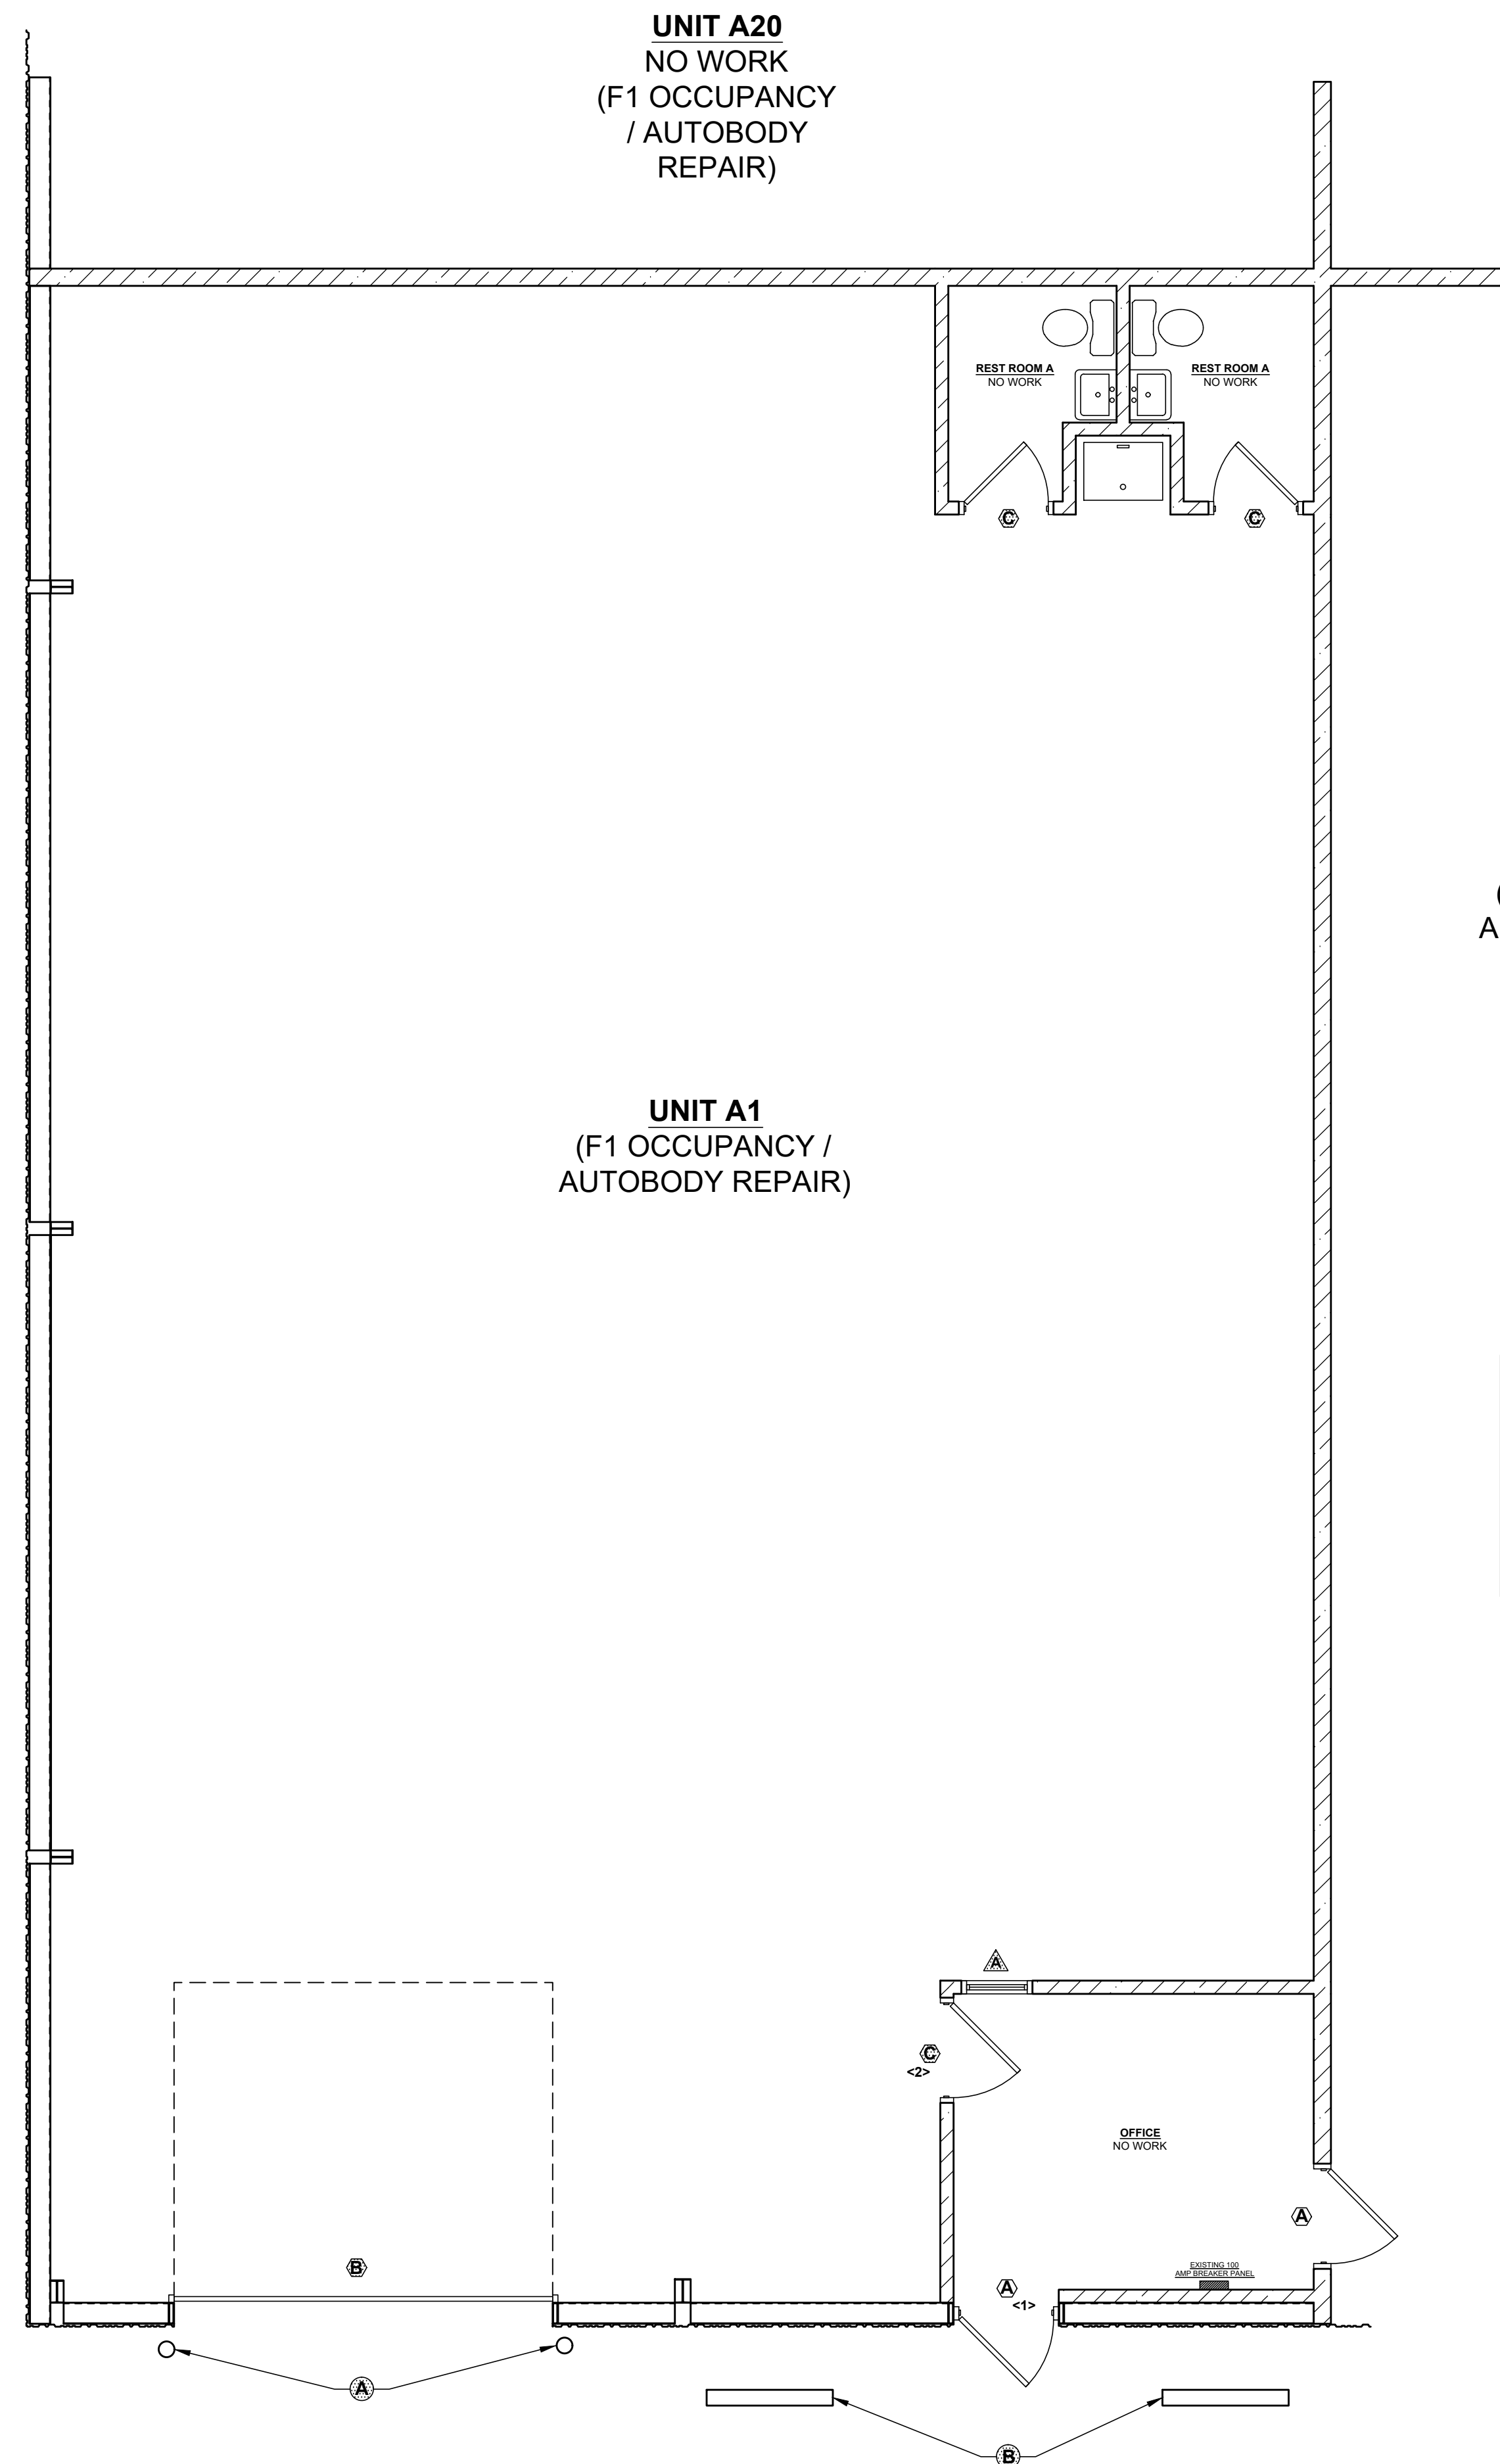 UNIT A20
NO WORK
(F1 OCCUPANCY
/ AUTOBODY
REPAIR)
REST ROOM A
NO WORK
REST ROOM A
NO WORK
C
C
(
A
UNIT A1
(F1 OCCUPANCY /
AUTOBODY REPAIR)
A
C
<2>
OFFICE
NO WORK
A
B
EXISTING 100
AMP BREAKER PANEL
A
<1>
A
B